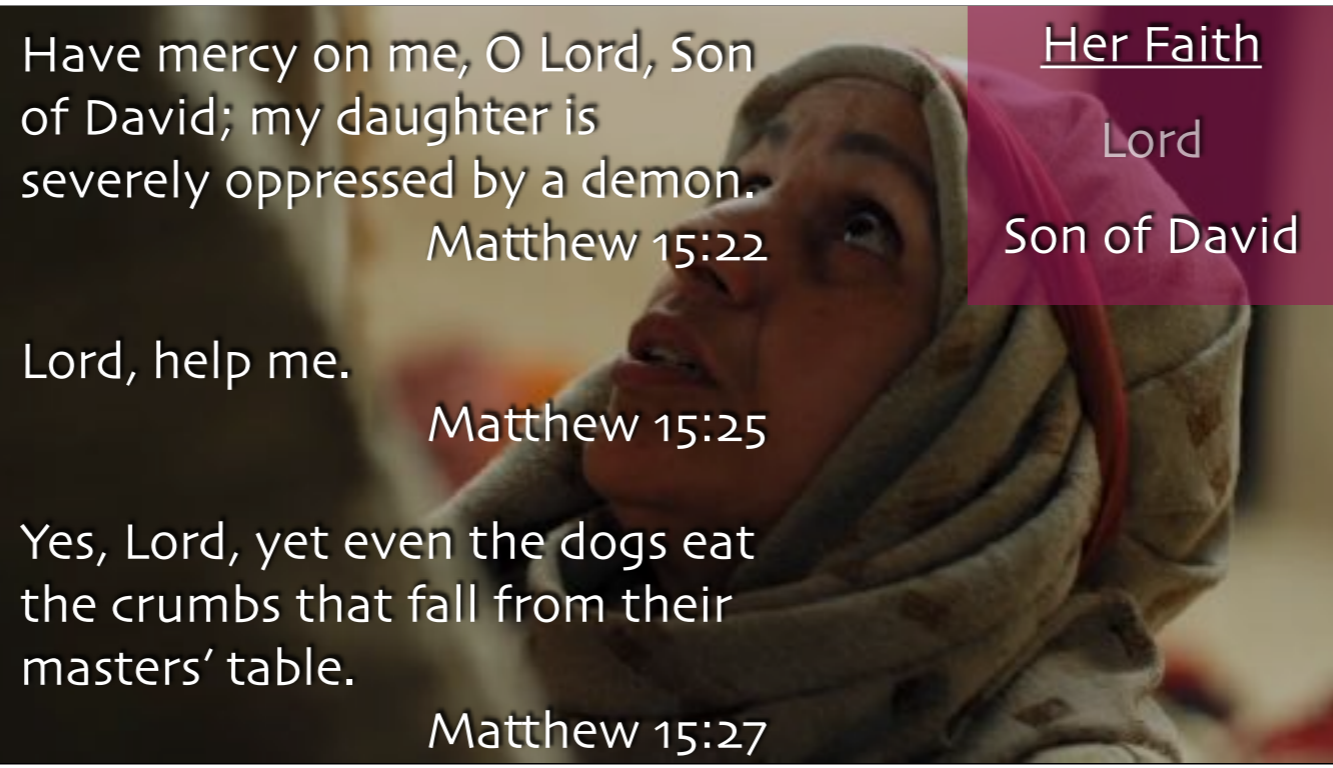 Have mercy on me, O Lord, Son
of David; my daughter is
severely oppressed by a demon.
Matthew 15:22
Lord, help me.
Matthew 15:25
Yes, Lord, yet even the dogs eat
the crumbs that fall from their
masters’ table.
Matthew 15:27
Her Faith
Lord
Son of David